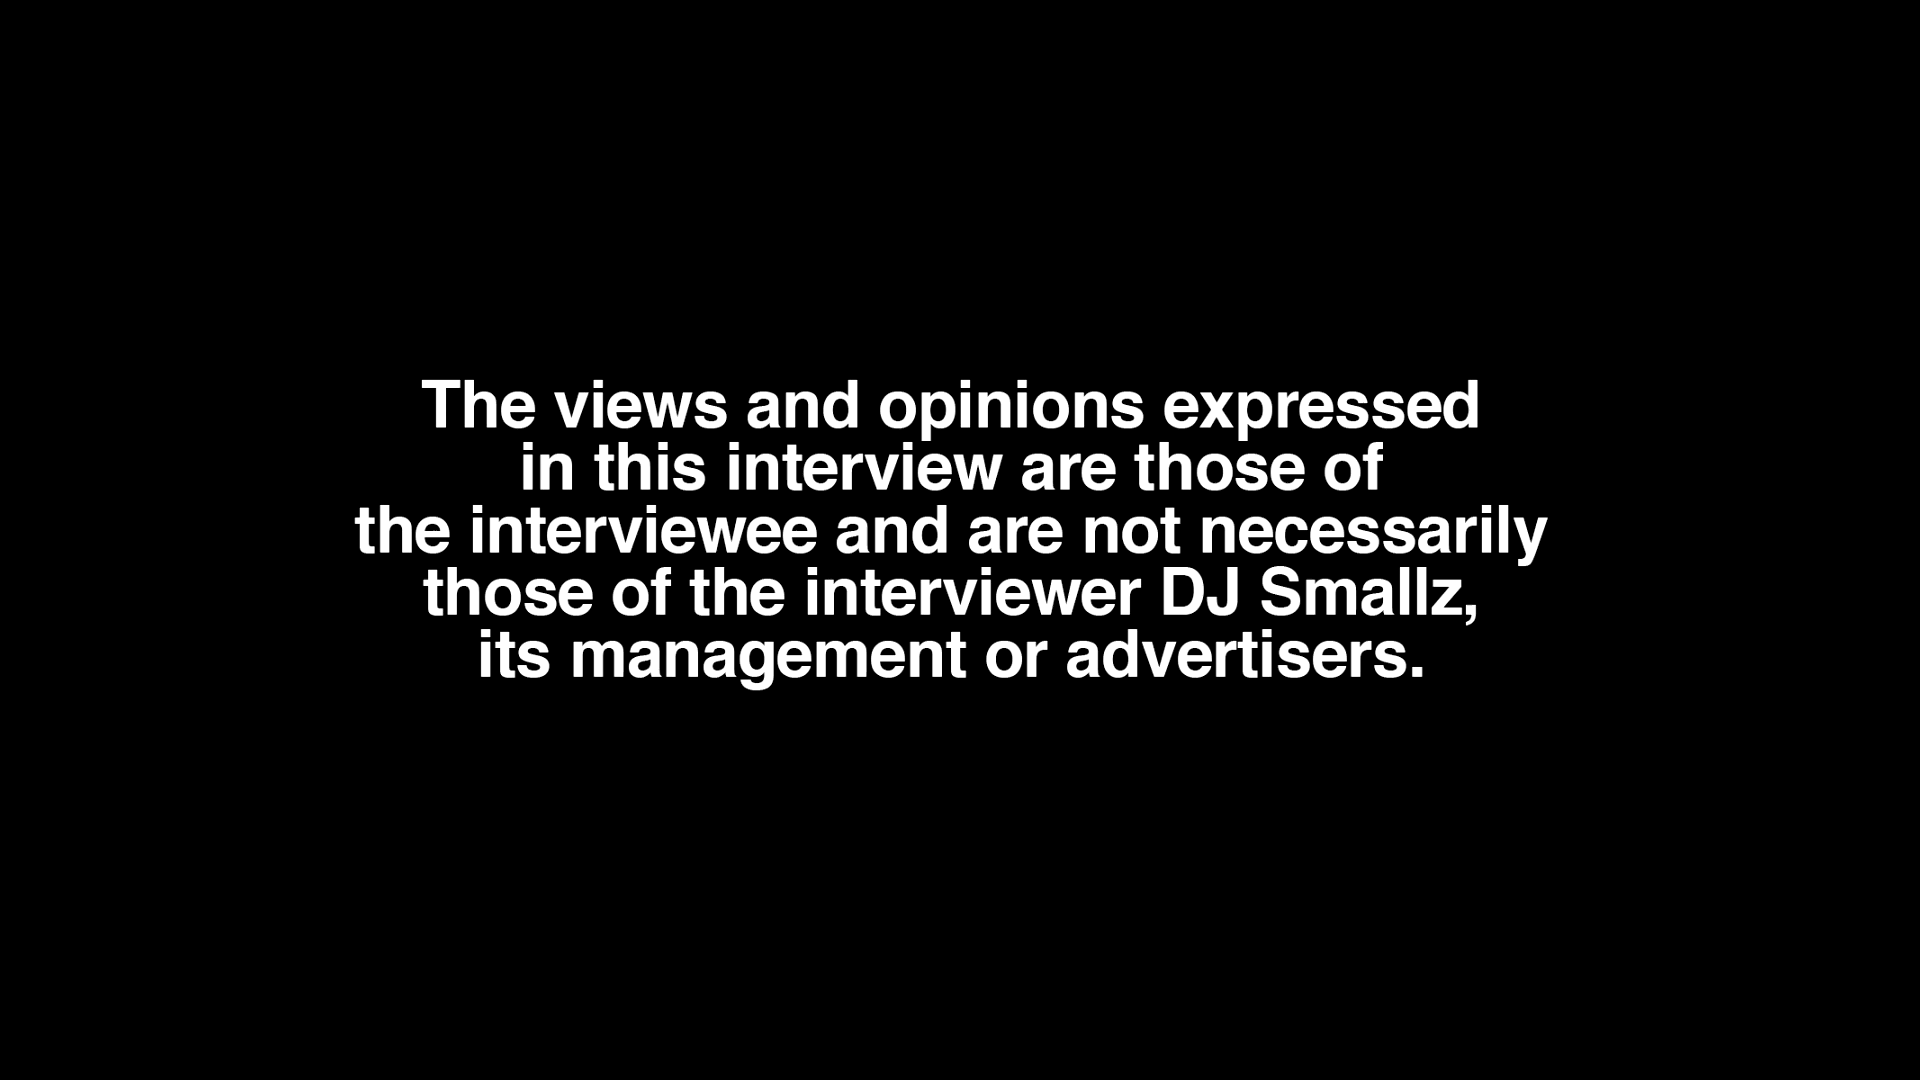 The views and opinions expressed
in this interview are those of
the interviewee and are not necessarily
those of the interviewer DJ Smallz,
its management or advertisers.